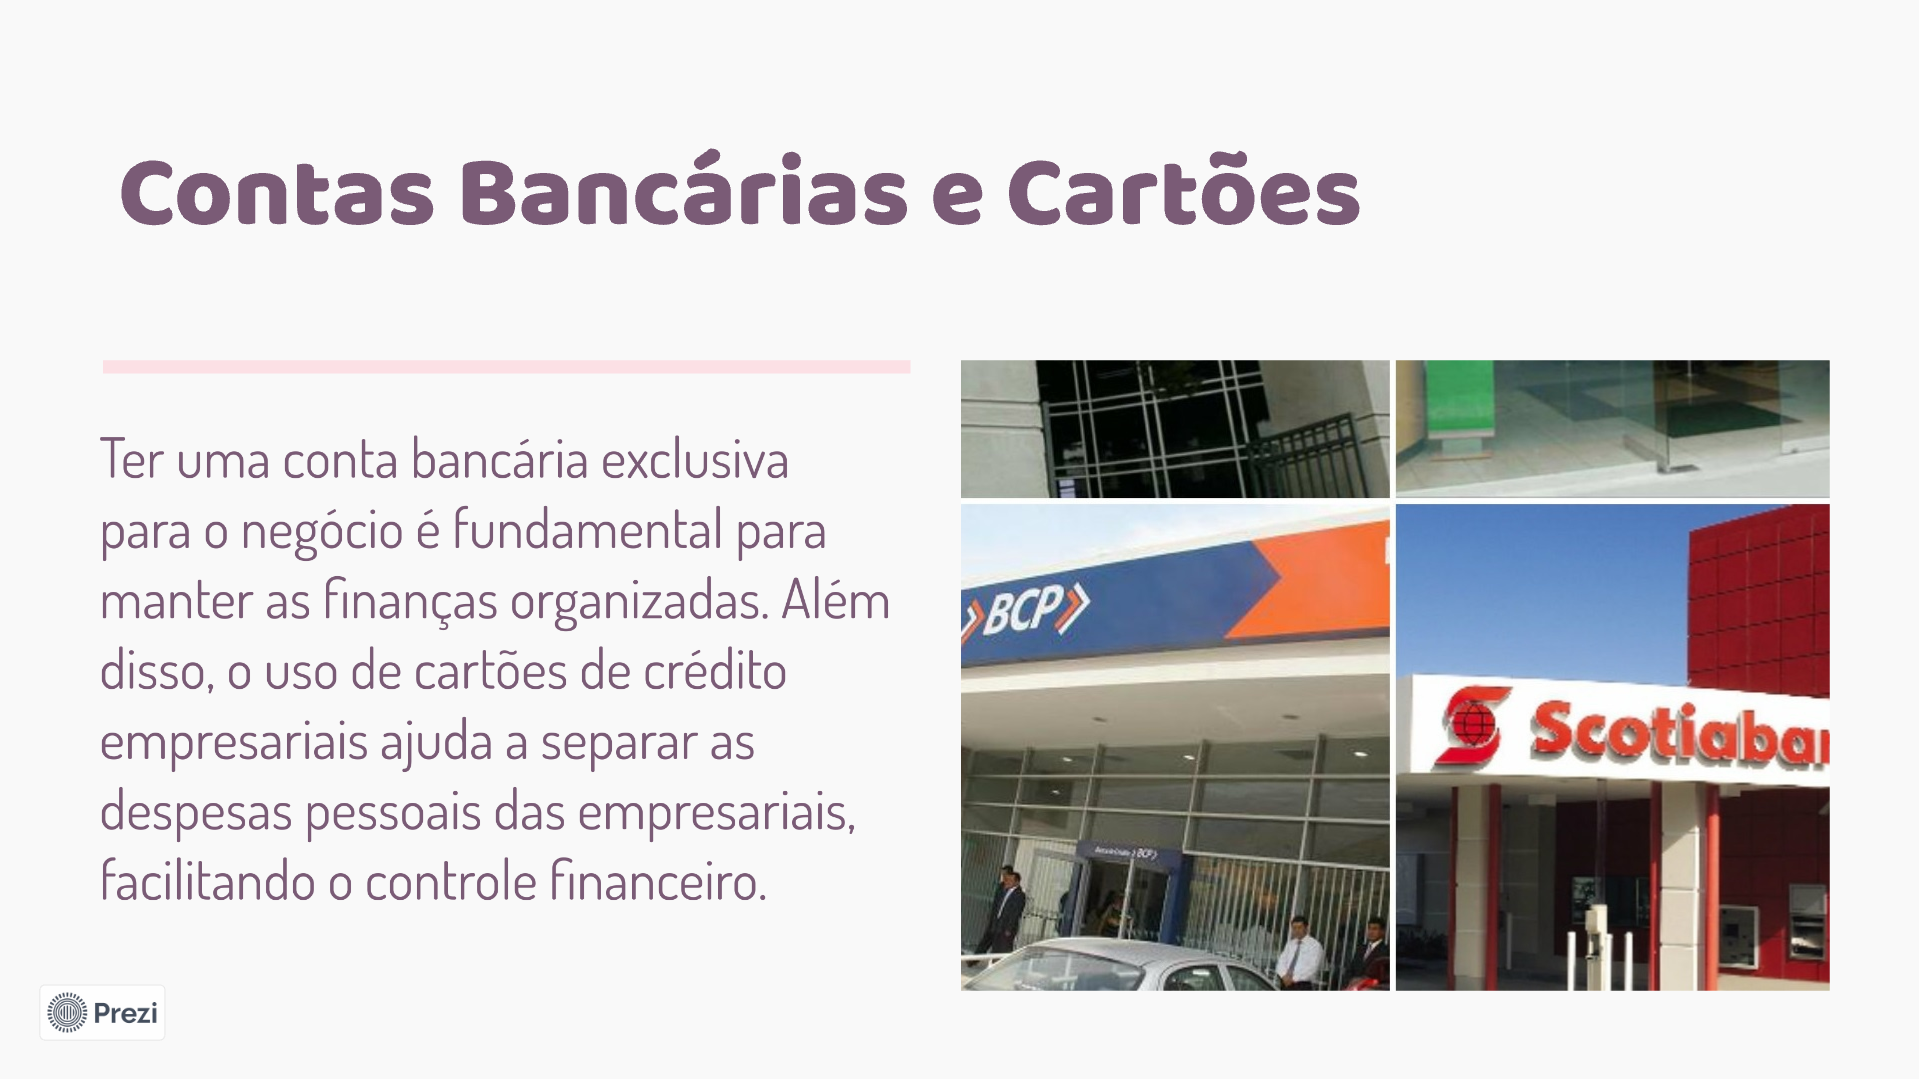 Contas Bancárias e Cartões
Ter uma conta bancária exclusiva
para o negócio é fundamental para
manter as finanças organizadas. Além
disso, o uso de cartões de crédito
empresariais ajuda a separar as
despesas pessoais das empresariais,
facilitando o controle financeiro.
BCP
BCP
Scotiaba
Prezi